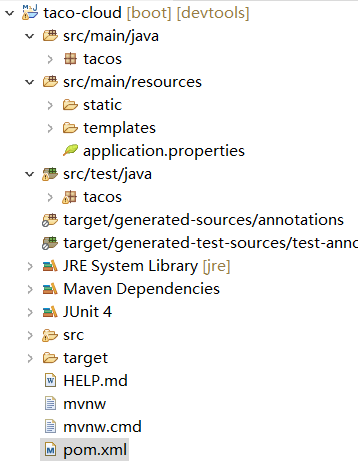 taco-cloud [boot] [devtools]
src/main/java
tacos
src/main/resources
static
templates
application.properties
src/test/java
tacos
target/generated-sources/annotations
target/generated-test-sources/test-anno
JRE System Library [jre]
Maven Dependencies
JUnit 4
src
target
HELP.md
mvnw
mvnw.cmd
pom.xml